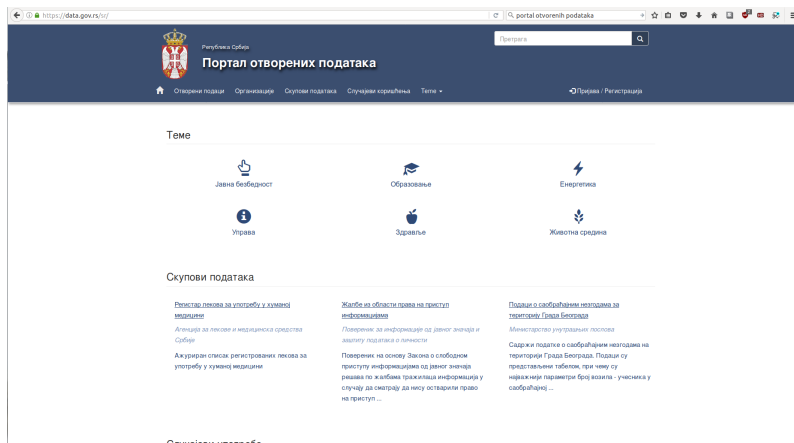 https://data.gov.rs/sr/
portal otvorenih podataka
Република Србија
Портал отворених података
Претрага
Отворени подаци Организације Скупови података Случајеви коришћења Теме
Пријава / Регистрација
Теме
Јавна безбедност
Образовање
Енергетика
Управа
Здравље
Животна средина
Скупови података
Регистар лекова за употребу у хуманој
медицини
Агенција за лекове и медицинска средства
Србије
Ажуриран списак регистрованих лекова за
употребу у хуманој медицини
Жалбе из области права на приступ
информацијама
Повереник за информације од јавног значаја и
заштиту података о личности
Повереник на основу Закона о слободном
приступу информацијама од јавног значаја
решава по жалбама тражилаца информација у
случају да сматрају да нису остварили право
на приступ ...
Подаци о саобраћајним незгодама за
територију Града Београда
Министарство унутрашњих послова
Садржи податке о саобраћајним незгодама на
територији Града Београда. Подаци су
представљени табелом, при чему су
најважнији параметри број возила - учесника у
саобраћајној ...
Случајеви употребе